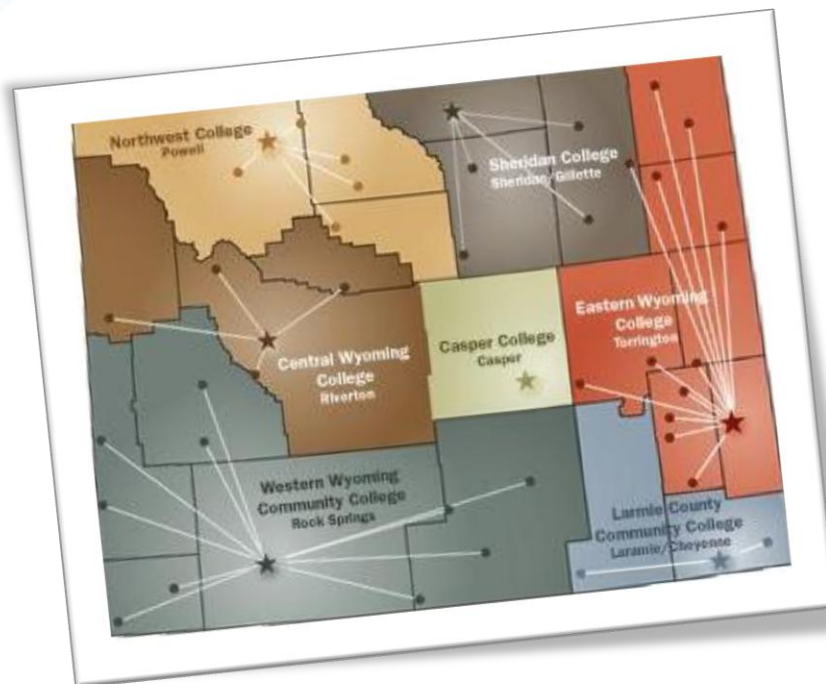 Northwest College
Powell
Sheridan College
Sheridan/Gillette
Eastern Wyoming
College
Torrington
Casper College
Casper
Central Wyoming
College
Riverton
Western Wyoming
Community College
Rock Springs
Larmie County
Community College
Laramie/Cheyenne